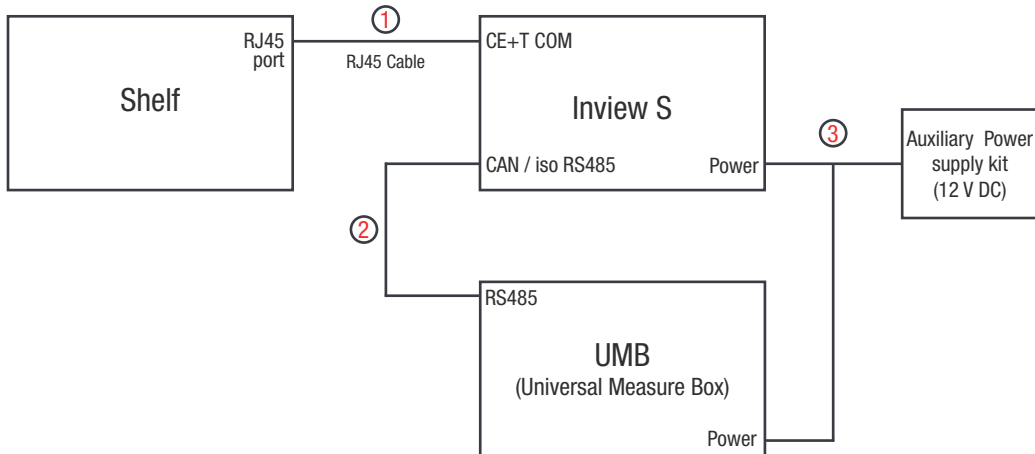 1
RJ45
port
RJ45 Cable
Shelf
CE+T COM
Inview S
CAN / iso RS485
Power
3
Auxiliary Power
supply kit
(12 V DC)
2
RS485
UMB
(Universal Measure Box)
Power